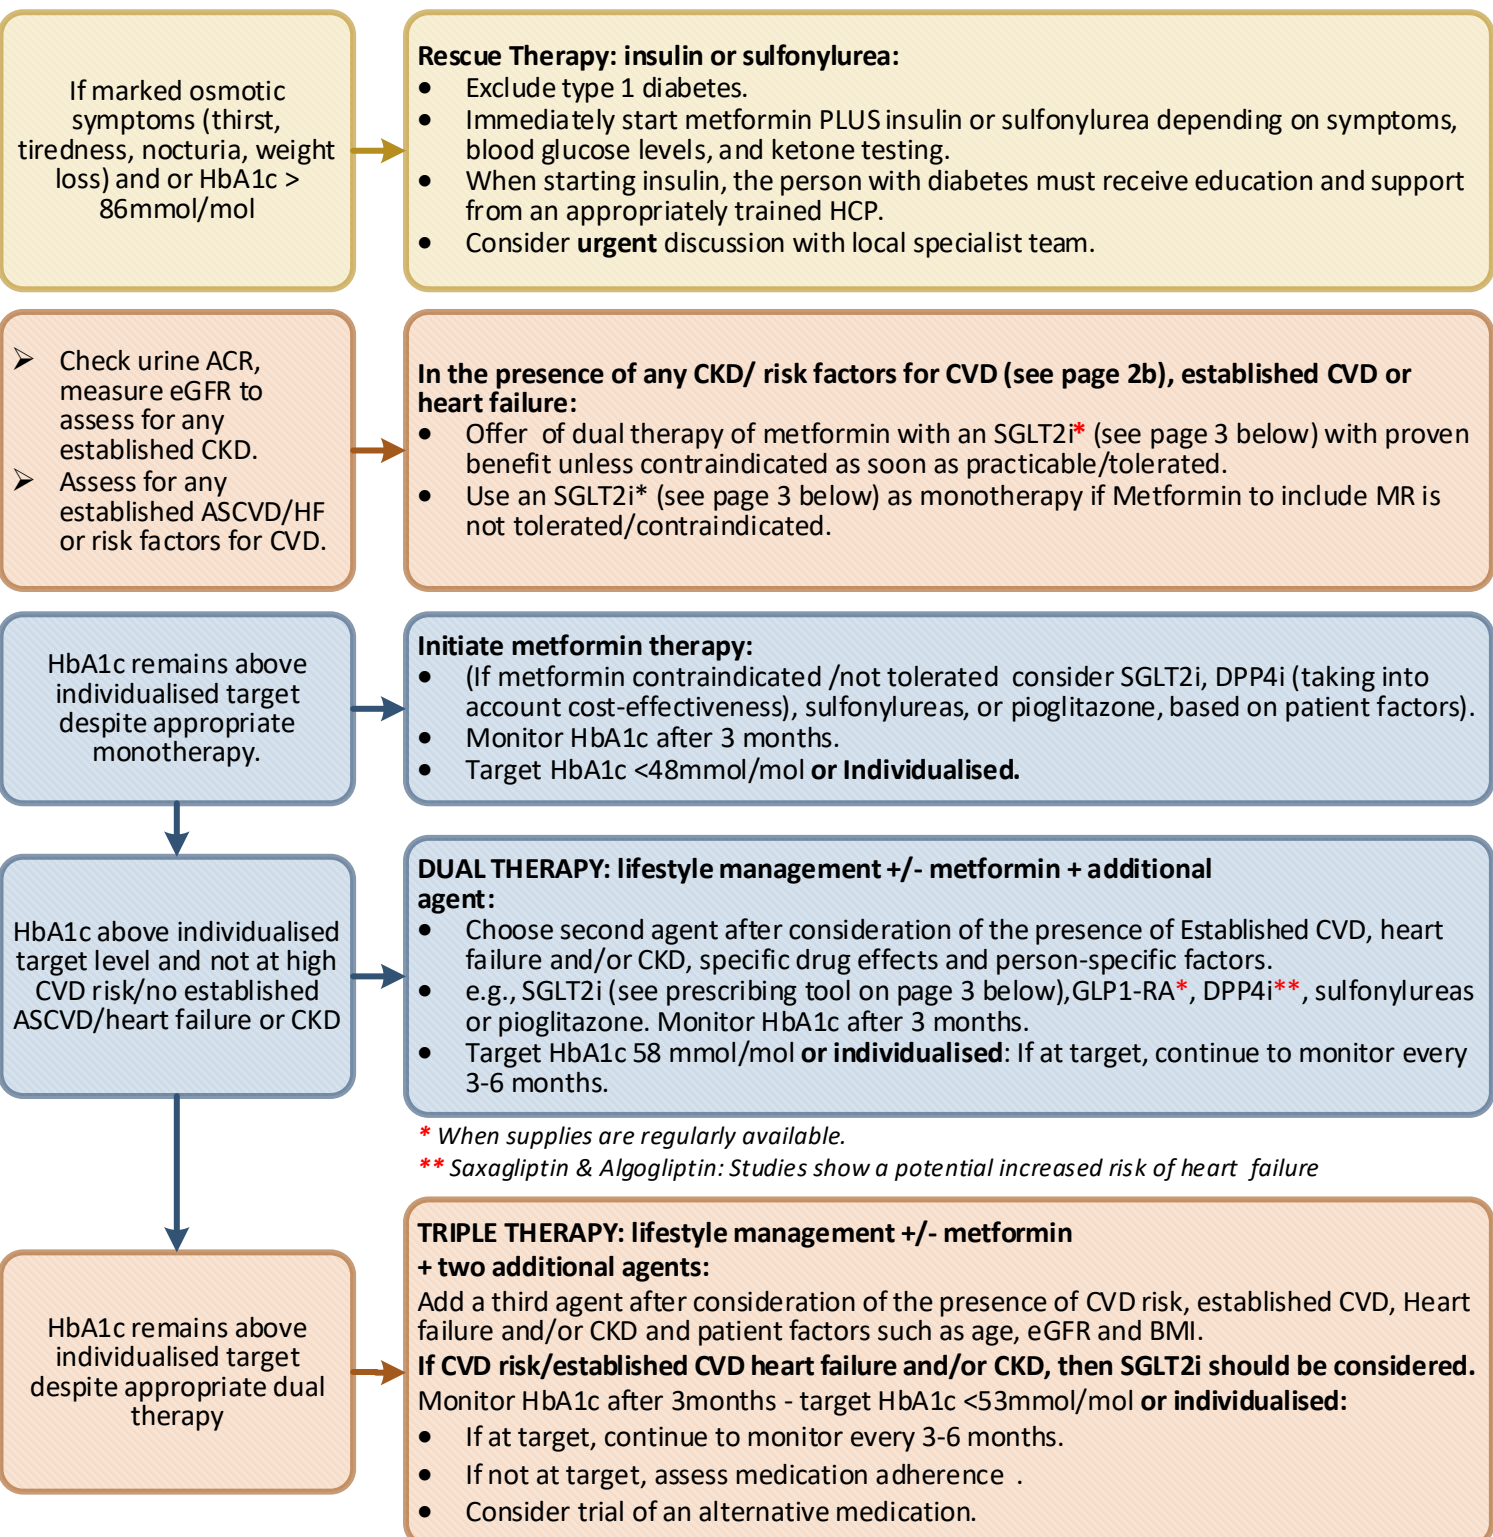 If marked osmotic
symptoms (thirst,
tiredness, nocturia, weight
loss) and or HbA1c >
86mmol/mol
Rescue Therapy: insulin or sulfonylurea:
• Exclude type 1 diabetes.
• Immediately start metformin PLUS insulin or sulfonylurea depending on symptoms,
blood glucose levels, and ketone testing.
• When starting insulin, the person with diabetes must receive education and support
from an appropriately trained HCP.
• Consider urgent discussion with local specialist team.
➢ Check urine ACR,
measure eGFR to
assess for any
established CKD.
➢ Assess for any
established ASCVD/HF
or risk factors for CVD.
In the presence of any CKD/ risk factors for CVD (see page 2b), established CVD or
heart failure:
• Offer of dual therapy of metformin with an SGLT2i* (see page 3 below) with proven
benefit unless contraindicated as soon as practicable/tolerated.
• Use an SGLT2i* (see page 3 below) as monotherapy if Metformin to include MR is
not tolerated/contraindicated.
HbA1c remains above
individualised target
despite appropriate
monotherapy.
Initiate metformin therapy:
• (If metformin contraindicated /not tolerated consider SGLT2i, DPP4i (taking into
account cost-effectiveness), sulfonylureas, or pioglitazone, based on patient factors).
• Monitor HbA1c after 3 months.
• Target HbA1c <48mmol/mol or Individualised.
HbA1c above individualised
target level and not at high
CVD risk/no established
ASCVD/heart failure or CKD
DUAL THERAPY: lifestyle management +/- metformin + additional
agent:
• Choose second agent after consideration of the presence of Established CVD, heart
failure and/or CKD, specific drug effects and person-specific factors.
• e.g., SGLT2i (see prescribing tool on page 3 below),GLP1-RA*, DPP4i**, sulfonylureas
or pioglitazone. Monitor HbA1c after 3 months.
• Target HbA1c 58 mmol/mol or individualised: If at target, continue to monitor every
3-6 months.
* When supplies are regularly available.
** Saxagliptin & Algogliptin: Studies show a potential increased risk of heart failure
HbA1c remains above
individualised target
despite appropriate dual
therapy
TRIPLE THERAPY: lifestyle management +/- metformin
+ two additional agents:
Add a third agent after consideration of the presence of CVD risk, established CVD, Heart
failure and/or CKD and patient factors such as age, eGFR and BMI.
If CVD risk/established CVD heart failure and/or CKD, then SGLT2i should be considered.
Monitor HbA1c after 3months - target HbA1c <53mmol/mol or individualised:
• If at target, continue to monitor every 3-6 months.
• If not at target, assess medication adherence .
• Consider trial of an alternative medication.